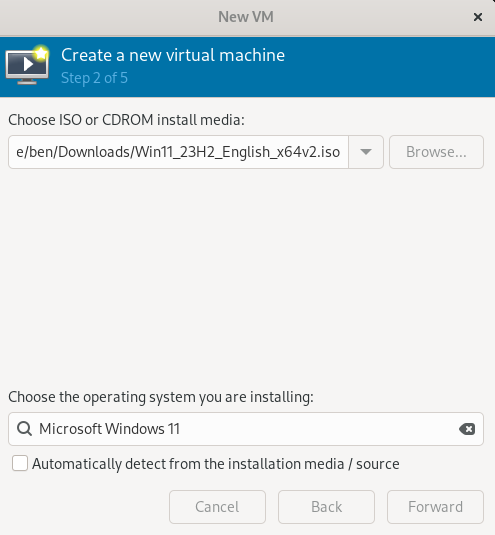 New VM
Create a new virtual machine
Step 2 of 5
Choose ISO or CDROM install media:
e/ben/Downloads/Win11_23H2_English_x64v2.iso
Browse...
Choose the operating system you are installing:
Microsoft Windows 11
Automatically detect from the installation media / source
Cancel Back Forward